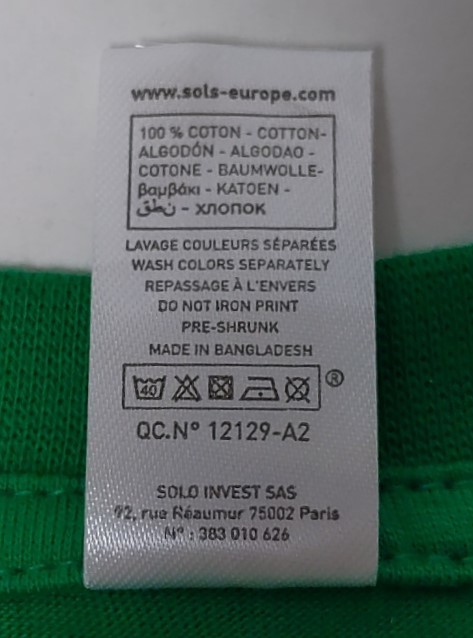 www.sols-europe.com
100 % COTON - COTTON-
ALGODÓN - ALGODAO -
COTONE - BAUMWOLLE-
βαμβάκι - KATOEN -
نطق - хлопок
LAVAGE COULEURS SÉPARÉES
WASH COLORS SEPARATELY
REPASSAGE À L'ENVERS
DO NOT IRON PRINT
PRE-SHRUNK
MADE IN BANGLADESH
40 ®
QC.N° 12129-A2
SOLO INVEST SAS
92, rue Réaumur 75002 Paris
N° : 383 010 626